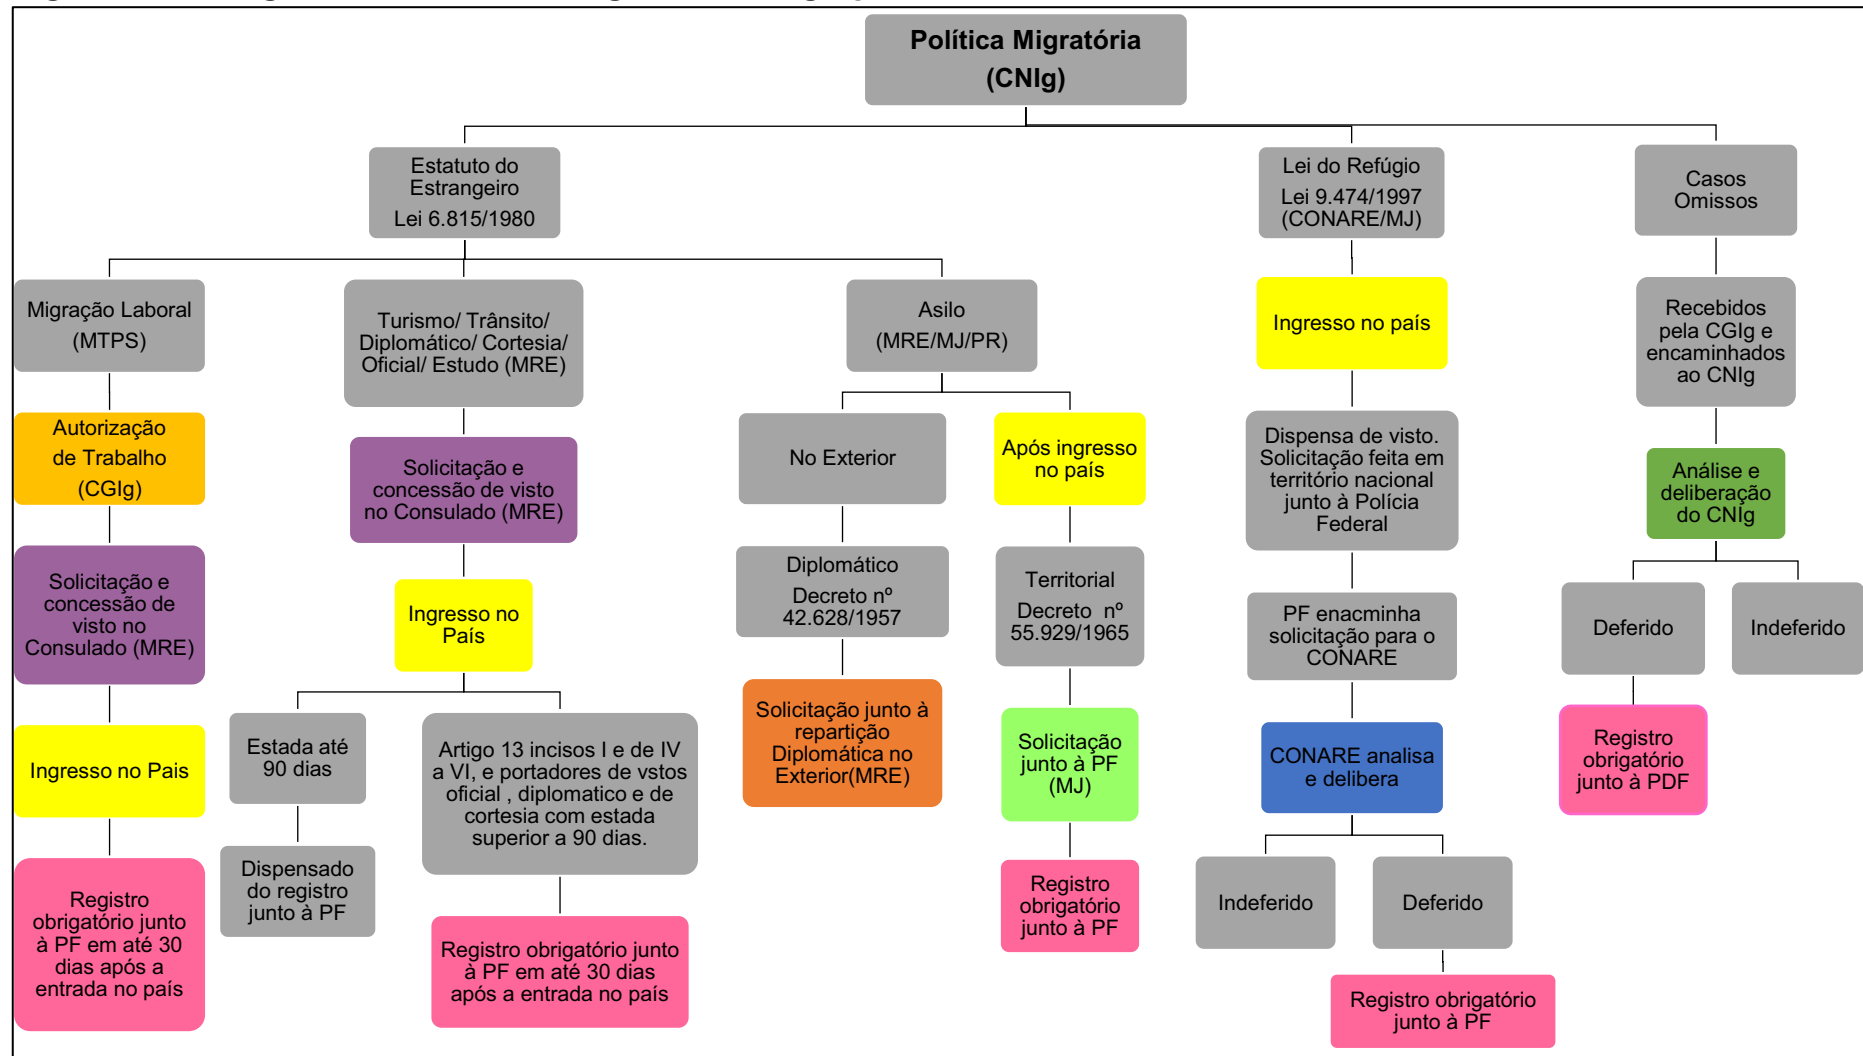 Política Migratória
(CNIg)
Estatuto do
Estrangeiro
Lei 6.815/1980
Lei do Refúgio
Lei 9.474/1997
(CONARE/MJ)
Casos
Omissos
Migração Laboral
(MTPS)
Turismo/ Trânsito/
Diplomático/ Cortesia/
Oficial/ Estudo (MRE)
Asilo
(MRE/MJ/PR)
Ingresso no país
Recebidos
pela CGIg e
encaminhados
ao CNIg
Autorização
de Trabalho
(CGIg)
Solicitação e
concessão de visto
no Consulado (MRE)
No Exterior
Após ingresso
no país
Dispensa de visto.
Solicitação feita em
território nacional
junto à Polícia
Federal
Análise e
deliberação
do CNIg
Solicitação e
concessão de
visto no
Consulado (MRE)
Ingresso no
País
Diplomático
Decreto nº
42.628/1957
Territorial
Decreto nº
55.929/1965
PF enacminha
solicitação para o
CONARE
Deferido
Indeferido
Ingresso no Pais
Estada até
90 dias
Artigo 13 incisos I e de IV
a VI, e portadores de vstos
oficial , diplomatico e de
cortesia com estada
superior a 90 dias.
Solicitação junto à
repartição
Diplomática no
Exterior(MRE)
Solicitação
junto à PF
(MJ)
CONARE analisa
e delibera
Registro
obrigatório
junto à PDF
Registro
obrigatório junto
à PF em até 30
dias após a
entrada no país
Dispensado
do registro
junto à PF
Registro obrigatório junto
à PF em até 30 dias
após a entrada no país
Registro
obrigatório
junto à PF
Indeferido
Deferido
Registro obrigatório
junto à PF